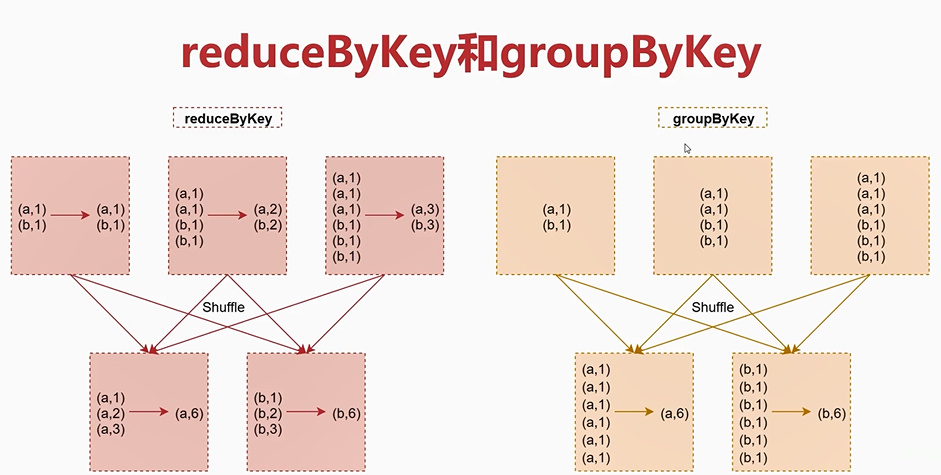 reduceByKey和groupByKey
reduceByKey
(a,1)
(b,1)
(a,1)
(b,1)
(a,1)
(a,1)
(b,1)
(b,1)
(a,2)
(b,2)
(a,1)
(a,1)
(a,1)
(b,1)
(b,1)
(b,1)
(a,3)
(b,3)
Shuffle
(a,1)
(a,2)
(a,3)
(a,6)
(b,1)
(b,2)
(b,3)
(b,6)
groupByKey
(a,1)
(b,1)
(a,1)
(a,1)
(b,1)
(b,1)
(a,1)
(a,1)
(a,1)
(b,1)
(b,1)
(b,1)
Shuffle
(a,1)
(a,1)
(a,1)
(a,1)
(a,1)
(a,1)
(a,6)
(b,1)
(b,1)
(b,1)
(b,1)
(b,1)
(b,1)
(b,6)